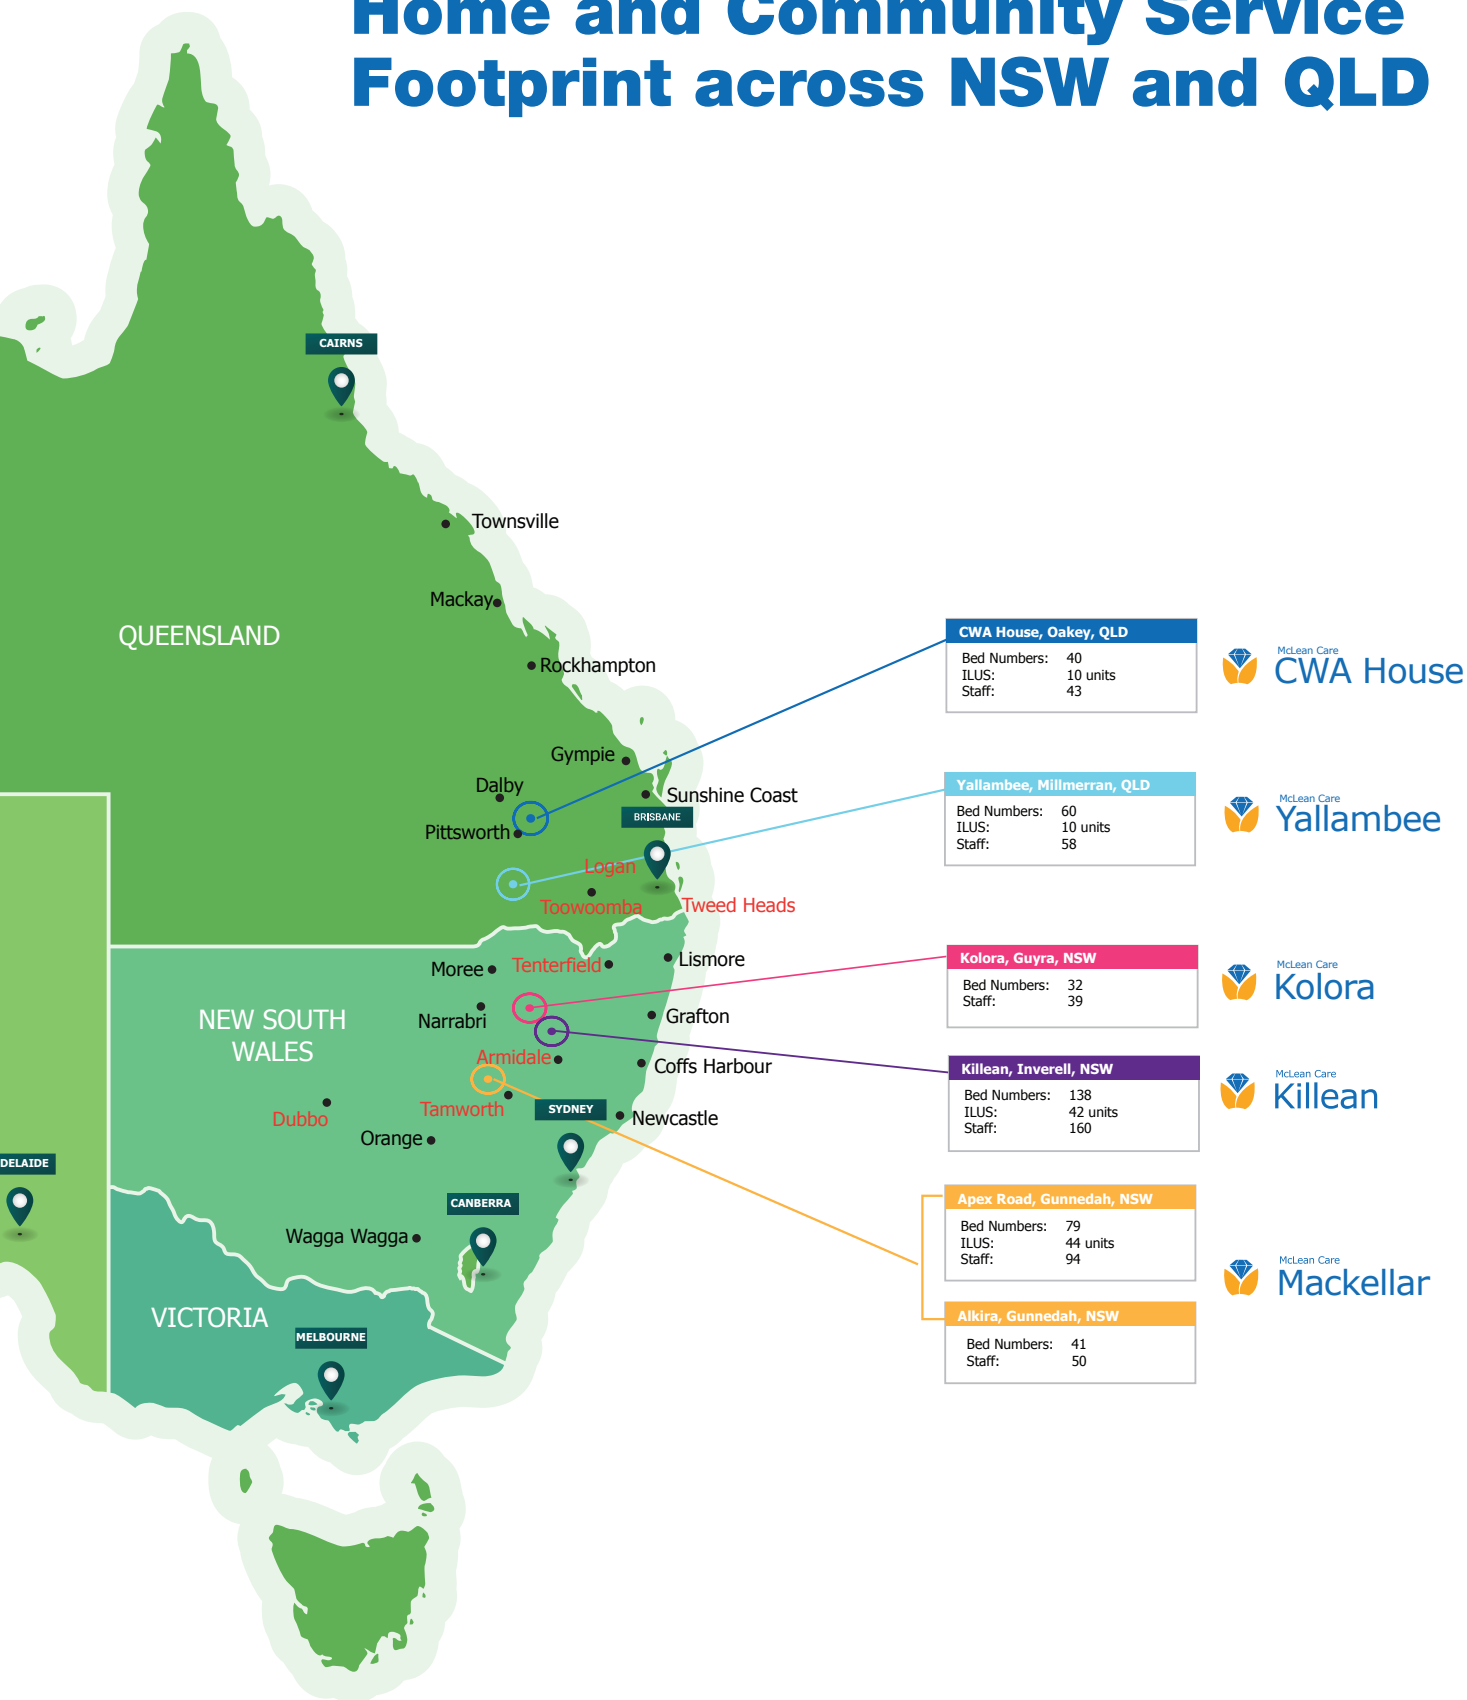 Home and Community Service
Footprint across NSW and QLD
CAIRNS
Townsville
Mackay
QUEENSLAND
Rockhampton
Gympie
Dalby
Sunshine Coast
BRISBANE
Pittsworth
Logan
Toowoomba
Tweed Heads
CWA House, Oakey, QLD
Bed Numbers: 40
ILUS: 10 units
Staff: 43
McLean Care
CWA House
Yallambee, Millmerran, QLD
Bed Numbers: 60
ILUS: 10 units
Staff: 58
McLean Care
Yallambee
Moree
Tenterfield
Lismore
NEW SOUTH
WALES
Narrabri
Grafton
Armidale
Coffs Harbour
Dubbo
Tamworth
SYDNEY
Newcastle
Orange
Kolora, Guyra, NSW
Bed Numbers: 32
Staff: 39
McLean Care
Kolora
Killean, Inverell, NSW
Bed Numbers: 138
ILUS: 42 units
Staff: 160
McLean Care
Killean
DELAIDE
CANBERRA
Wagga Wagga
VICTORIA
MELBOURNE
Apex Road, Gunnedah, NSW
Bed Numbers: 79
ILUS: 44 units
Staff: 94
McLean Care
Mackellar
Alkira, Gunnedah, NSW
Bed Numbers: 41
Staff: 50